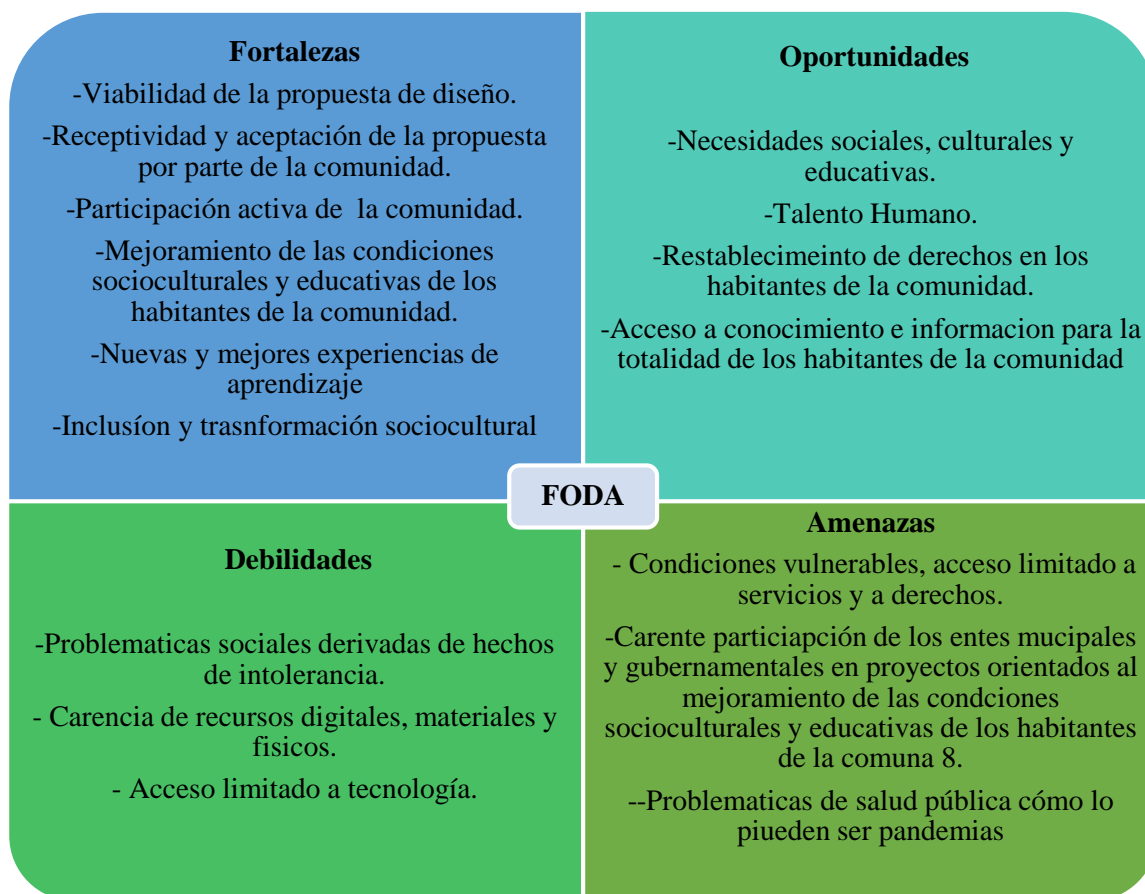 Fortalezas
-Viabilidad de la propuesta de diseño.
-Receptividad y aceptación de la propuesta
por parte de la comunidad.
-Participación activa de la comunidad.
-Mejoramiento de las condiciones
socioculturales y educativas de los
habitantes de la comunidad.
-Nuevas y mejores experiencias de
aprendizaje
-Inclusíon y trasnformación sociocultural
Oportunidades
-Necesidades sociales, culturales y
educativas.
-Talento Humano.
-Restablecimeinto de derechos en los
habitantes de la comunidad.
-Acceso a conocimiento e informacion para la
totalidad de los habitantes de la comunidad
FODA
Debilidades
-Problematicas sociales derivadas de hechos
de intolerancia.
- Carencia de recursos digitales, materiales y
fisicos.
- Acceso limitado a tecnología.
Amenazas
- Condiciones vulnerables, acceso limitado a
servicios y a derechos.
-Carente particiapción de los entes mucipales
y gubernamentales en proyectos orientados al
mejoramiento de las condciones
socioculturales y educativas de los habitantes
de la comuna 8.
--Problematicas de salud pública cómo lo
piueden ser pandemias